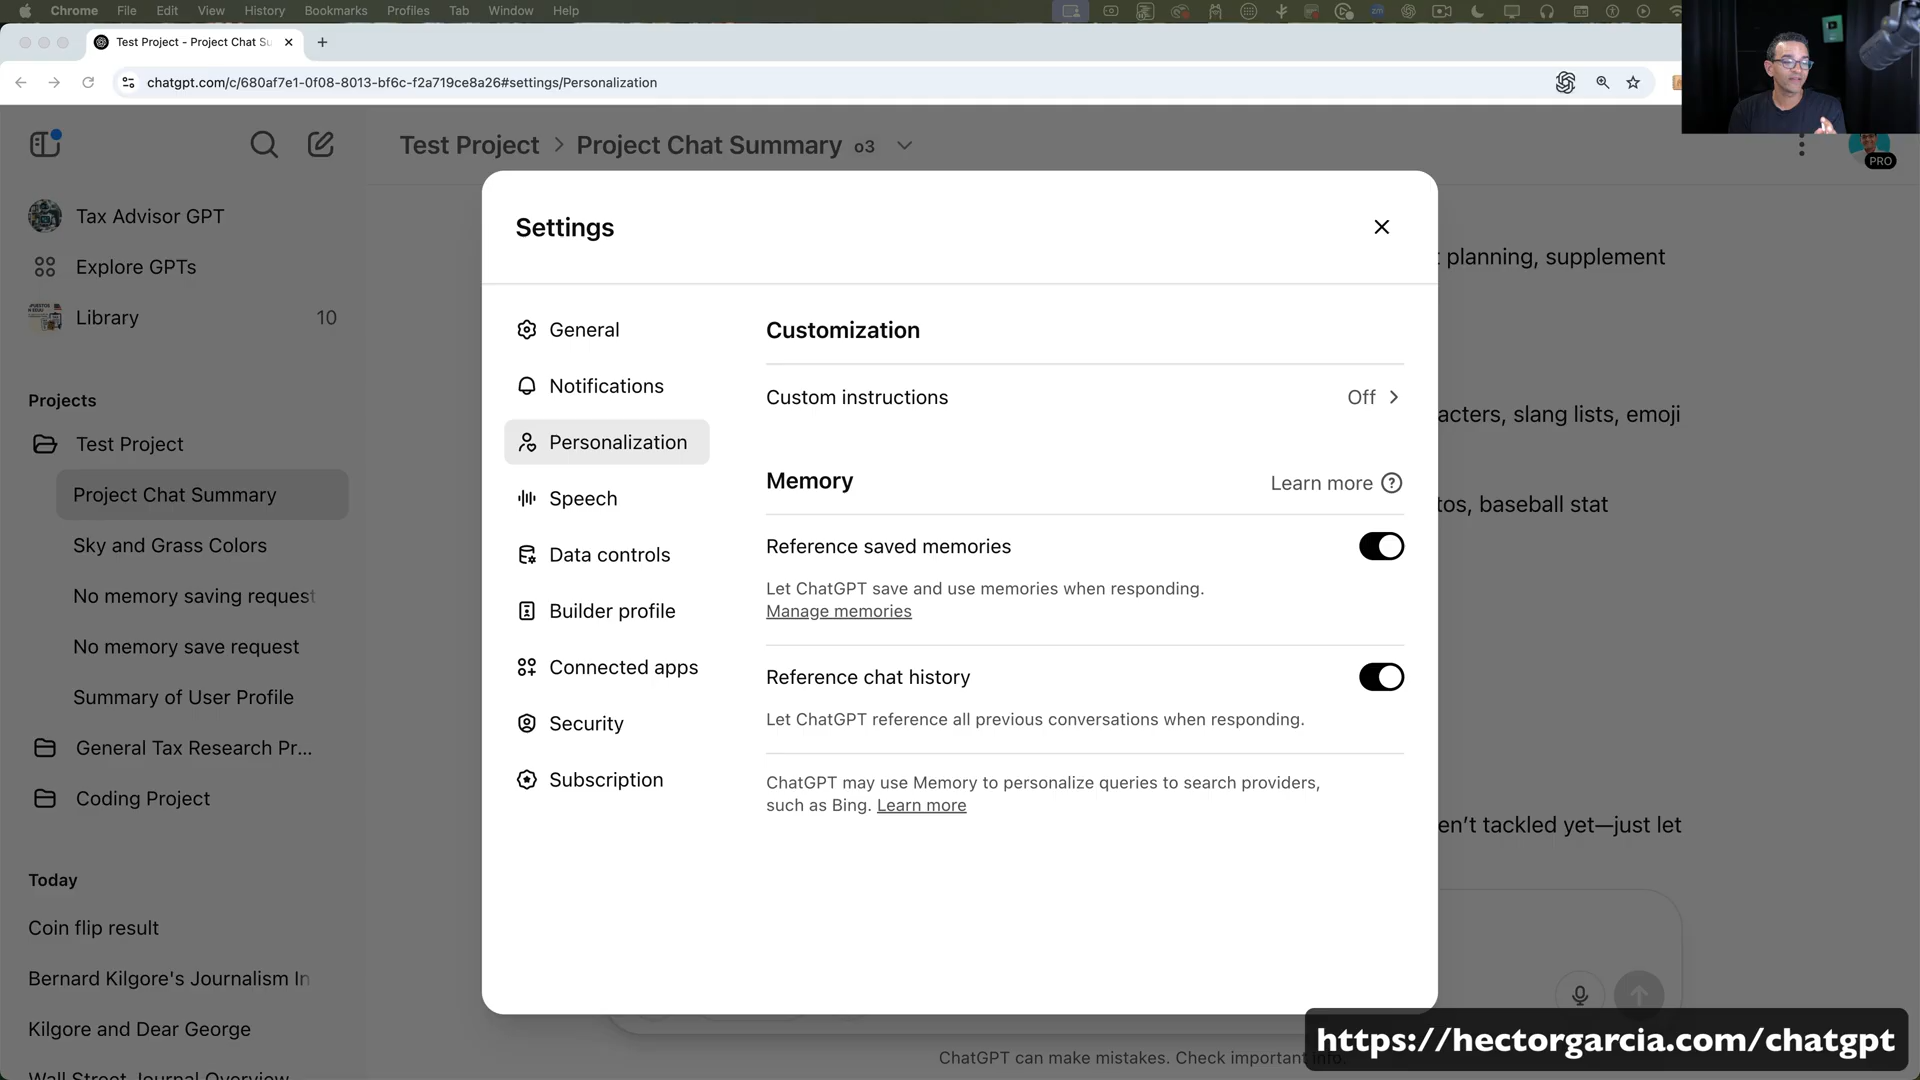 Chrome File Edit View History Bookmarks Profiles Tab Window Help
Test Project - Project Chat Su
chatgpt.com/c/680af7e1-0f08-8013-bf6c-f2a719ce8a26#settings/Personalization
Test Project > Project Chat Summary o3
PRO
Tax Advisor GPT
Explore GPTs
Library 10
Projects
Test Project
Project Chat Summary
Sky and Grass Colors
No memory saving request
No memory save request
Summary of User Profile
General Tax Research Pr...
Coding Project
Today
Coin flip result
Bernard Kilgore's Journalism In
Kilgore and Dear George
Wall Street Journal Overview
Settings
General
Notifications
Personalization
Speech
Data controls
Builder profile
Connected apps
Security
Subscription
Customization
Custom instructions Off
Memory Learn more
Reference saved memories
Let ChatGPT save and use memories when responding.
Manage memories
Reference chat history
Let ChatGPT reference all previous conversations when responding.
ChatGPT may use Memory to personalize queries to search providers,
such as Bing. Learn more
planning, supplement
acters, slang lists, emoji
tos, baseball stat
en't tackled yet—just let
ChatGPT can make mistakes. Check important info.
https://hectorgarcia.com/chatgpt